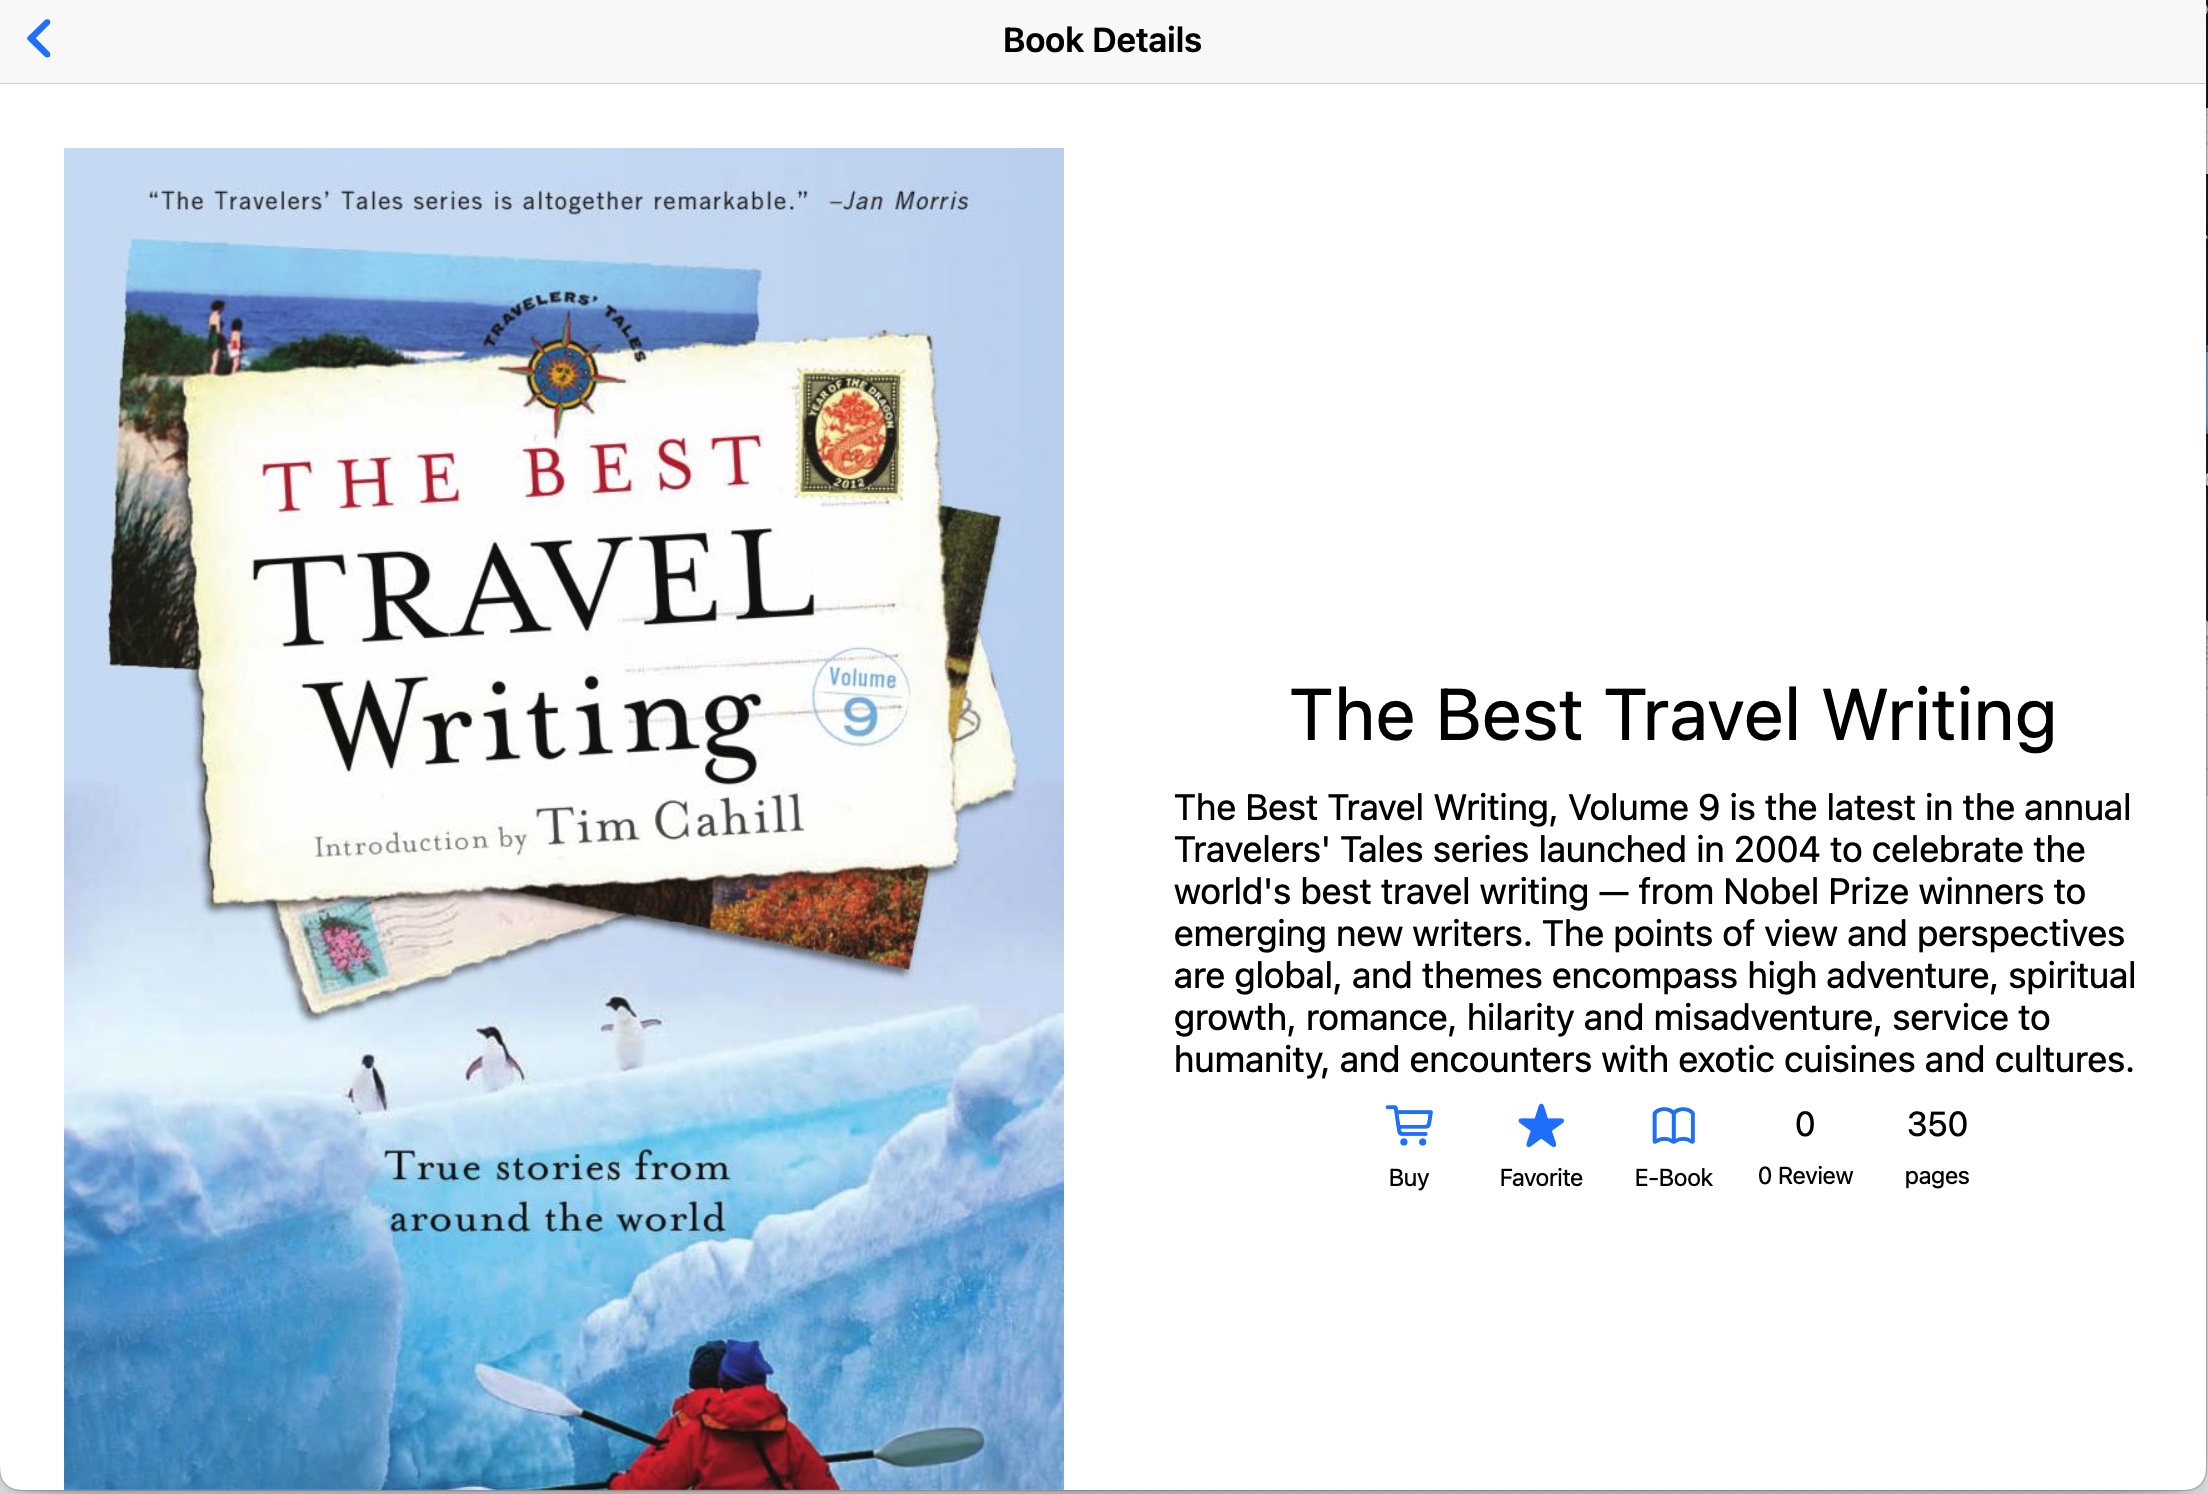 Book Details
“The Travelers’ Tales series is altogether remarkable.” –Jan Morris
TRAVELERS’ TALES
YEAR OF THE DRAGON
2012
THE BEST
TRAVEL
Writing
Volume
9
Introduction by Tim Cahill
True stories from
around the world
The Best Travel Writing
The Best Travel Writing, Volume 9 is the latest in the annual
Travelers' Tales series launched in 2004 to celebrate the
world's best travel writing — from Nobel Prize winners to
emerging new writers. The points of view and perspectives
are global, and themes encompass high adventure, spiritual
growth, romance, hilarity and misadventure, service to
humanity, and encounters with exotic cuisines and cultures.
Buy
Favorite
E-Book
0
0 Review
350
pages